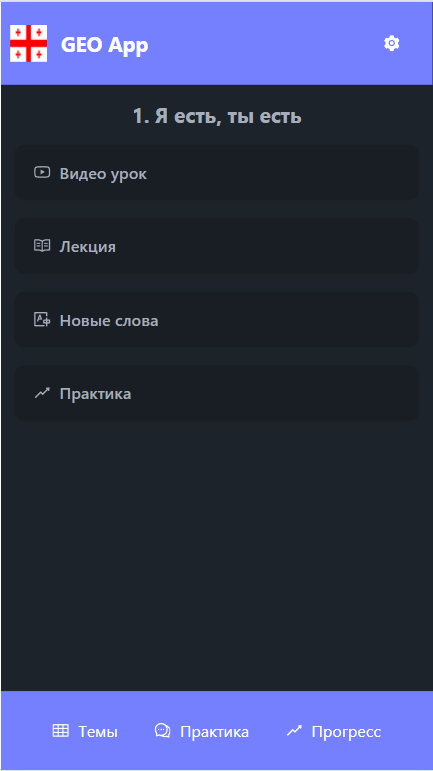 GEO App
1. Я есть, ты есть
Видео урок
Лекция
Новые слова
Практика
Темы Практика Прогресс